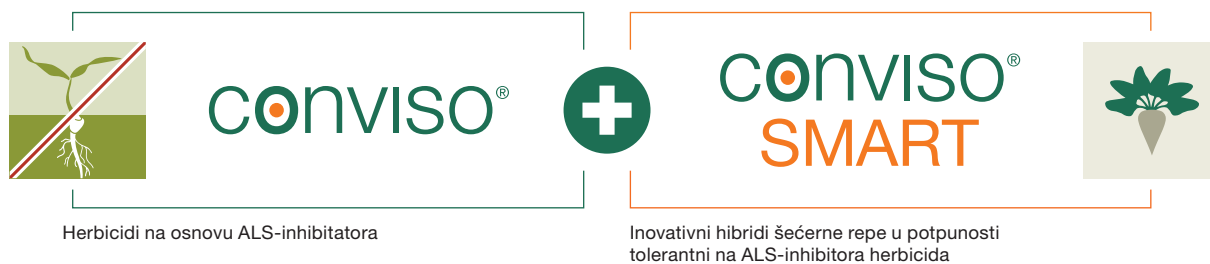 CONVISO®
CONVISO®
SMART
Herbicidi na osnovu ALS-inhibitatora
Inovativni hibridi šećerne repe u potpunosti
tolerantni na ALS-inhibitora herbicida